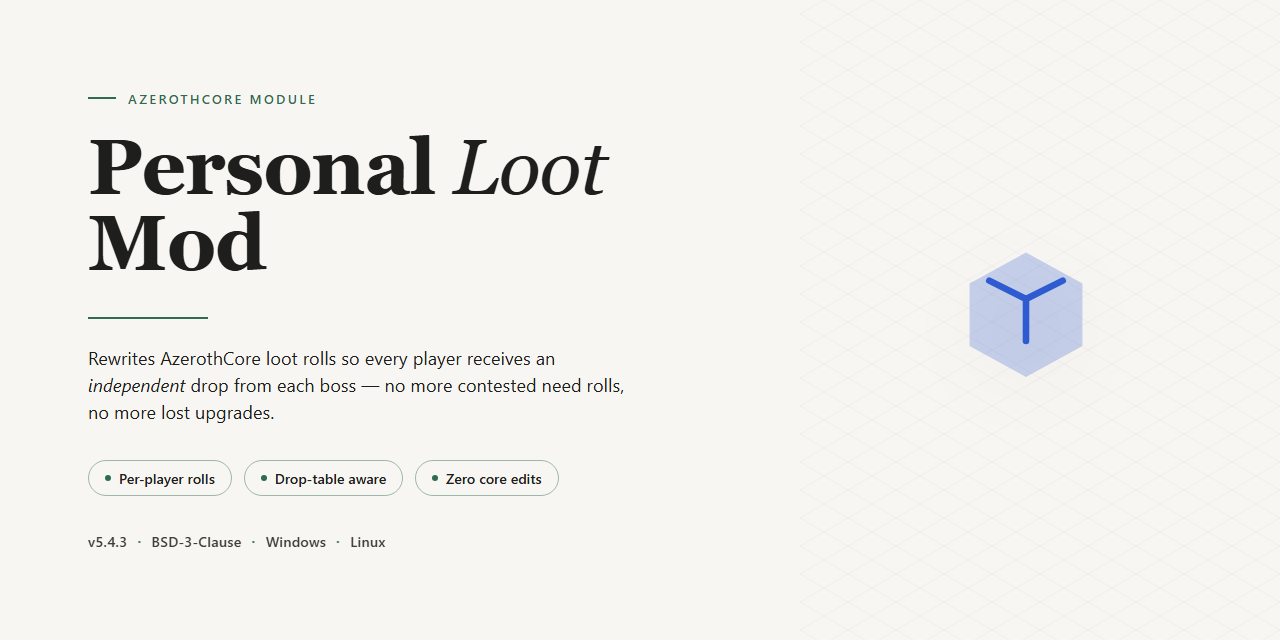 AZEROTHCORE MODULE
Personal Loot
Mod
Rewrites AzerothCore loot rolls so every player receives an
independent drop from each boss — no more contested need rolls,
no more lost upgrades.
Per-player rolls Drop-table aware Zero core edits
v5.4.3 · BSD-3-Clause · Windows · Linux